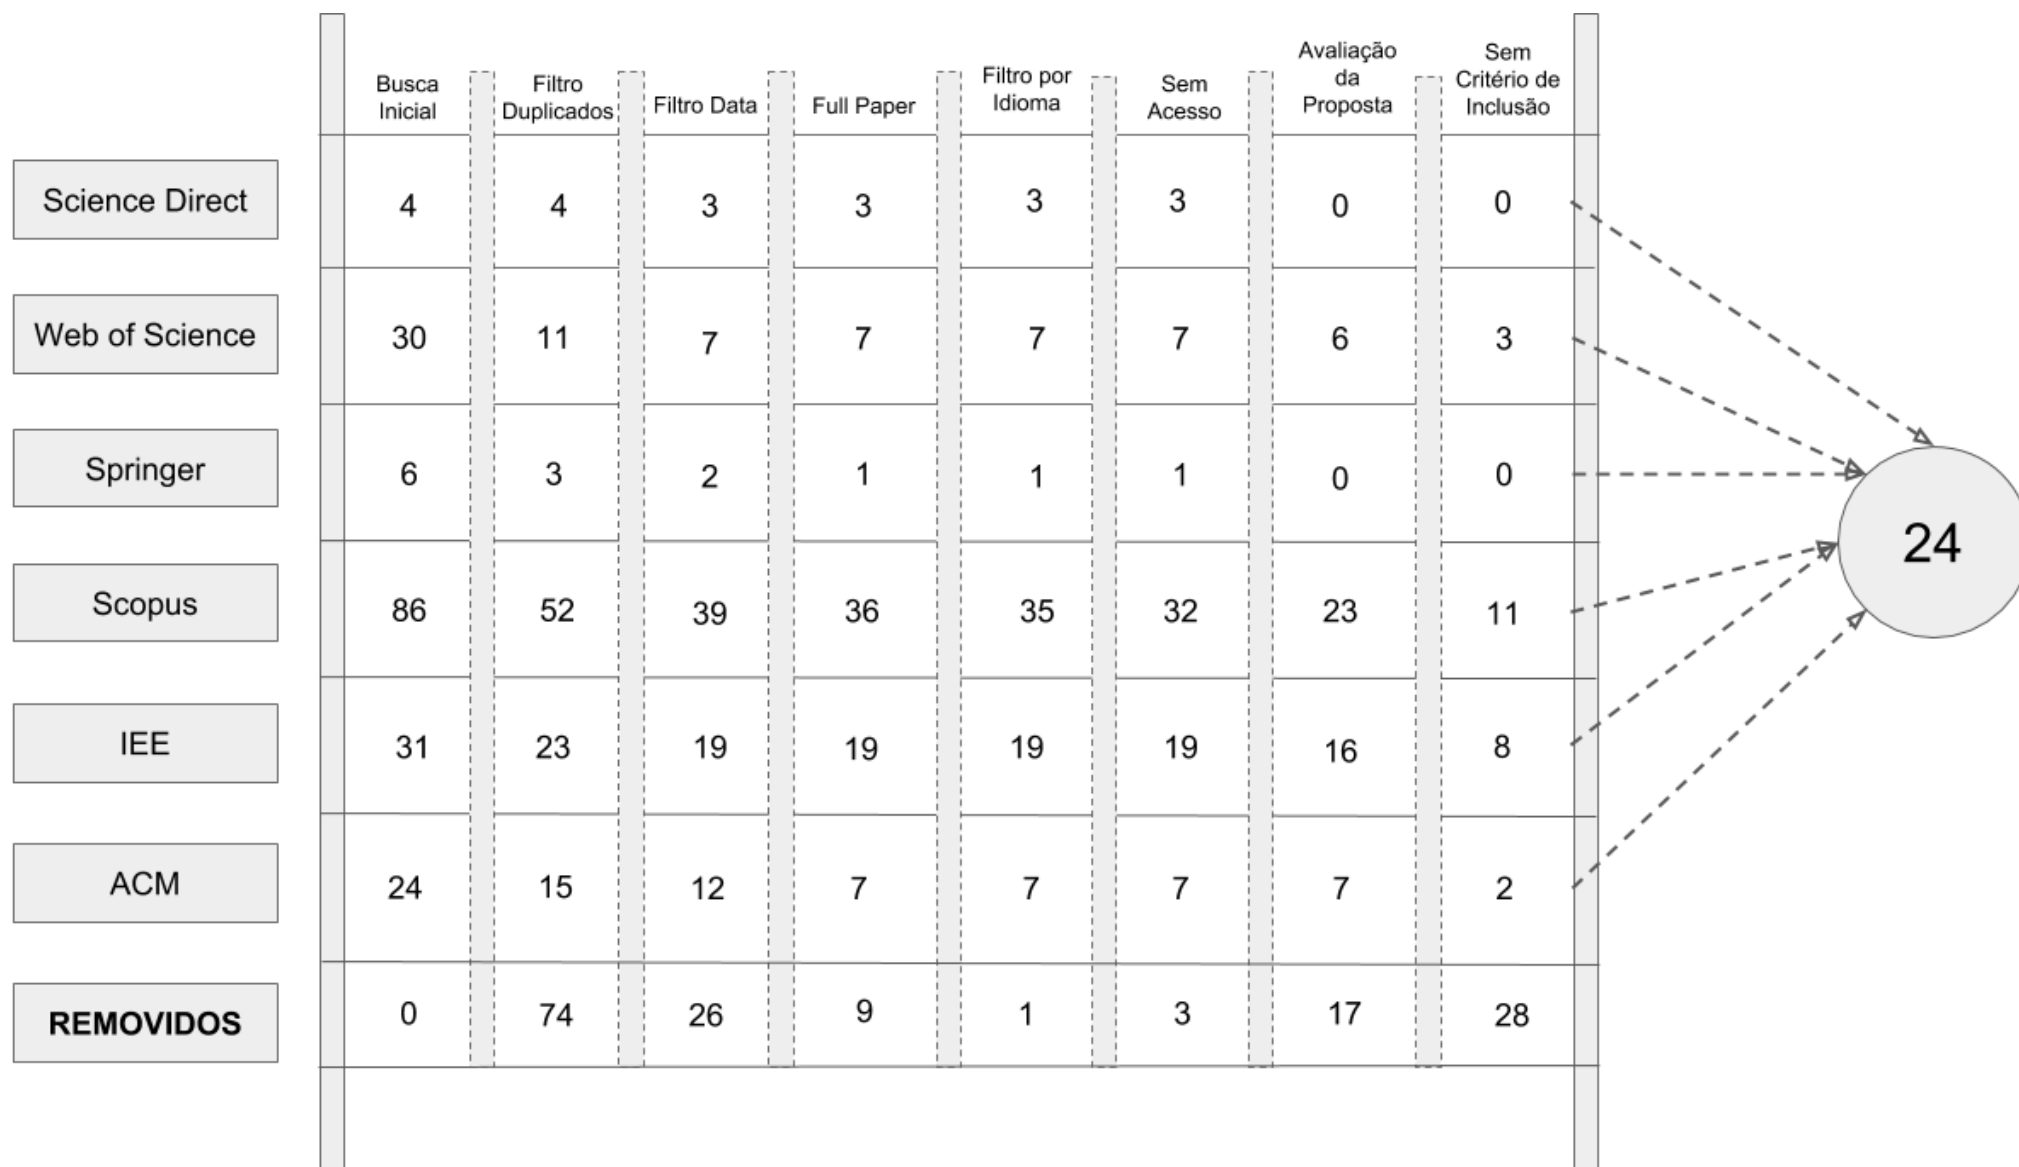 Busca
Inicial
Filtro
Duplicados
Filtro Data
Full Paper
Filtro por
Idioma
Sem
Acesso
Avaliação
da
Proposta
Sem
Critério de
Inclusão
Science Direct 4 4 3 3 3 3 0 0
Web of Science 30 11 7 7 7 7 6 3
Springer 6 3 2 1 1 1 0 0
Scopus 86 52 39 36 35 32 23 11
IEE 31 23 19 19 19 19 16 8
ACM 24 15 12 7 7 7 7 2
REMOVIDOS 0 74 26 9 1 3 17 28
24